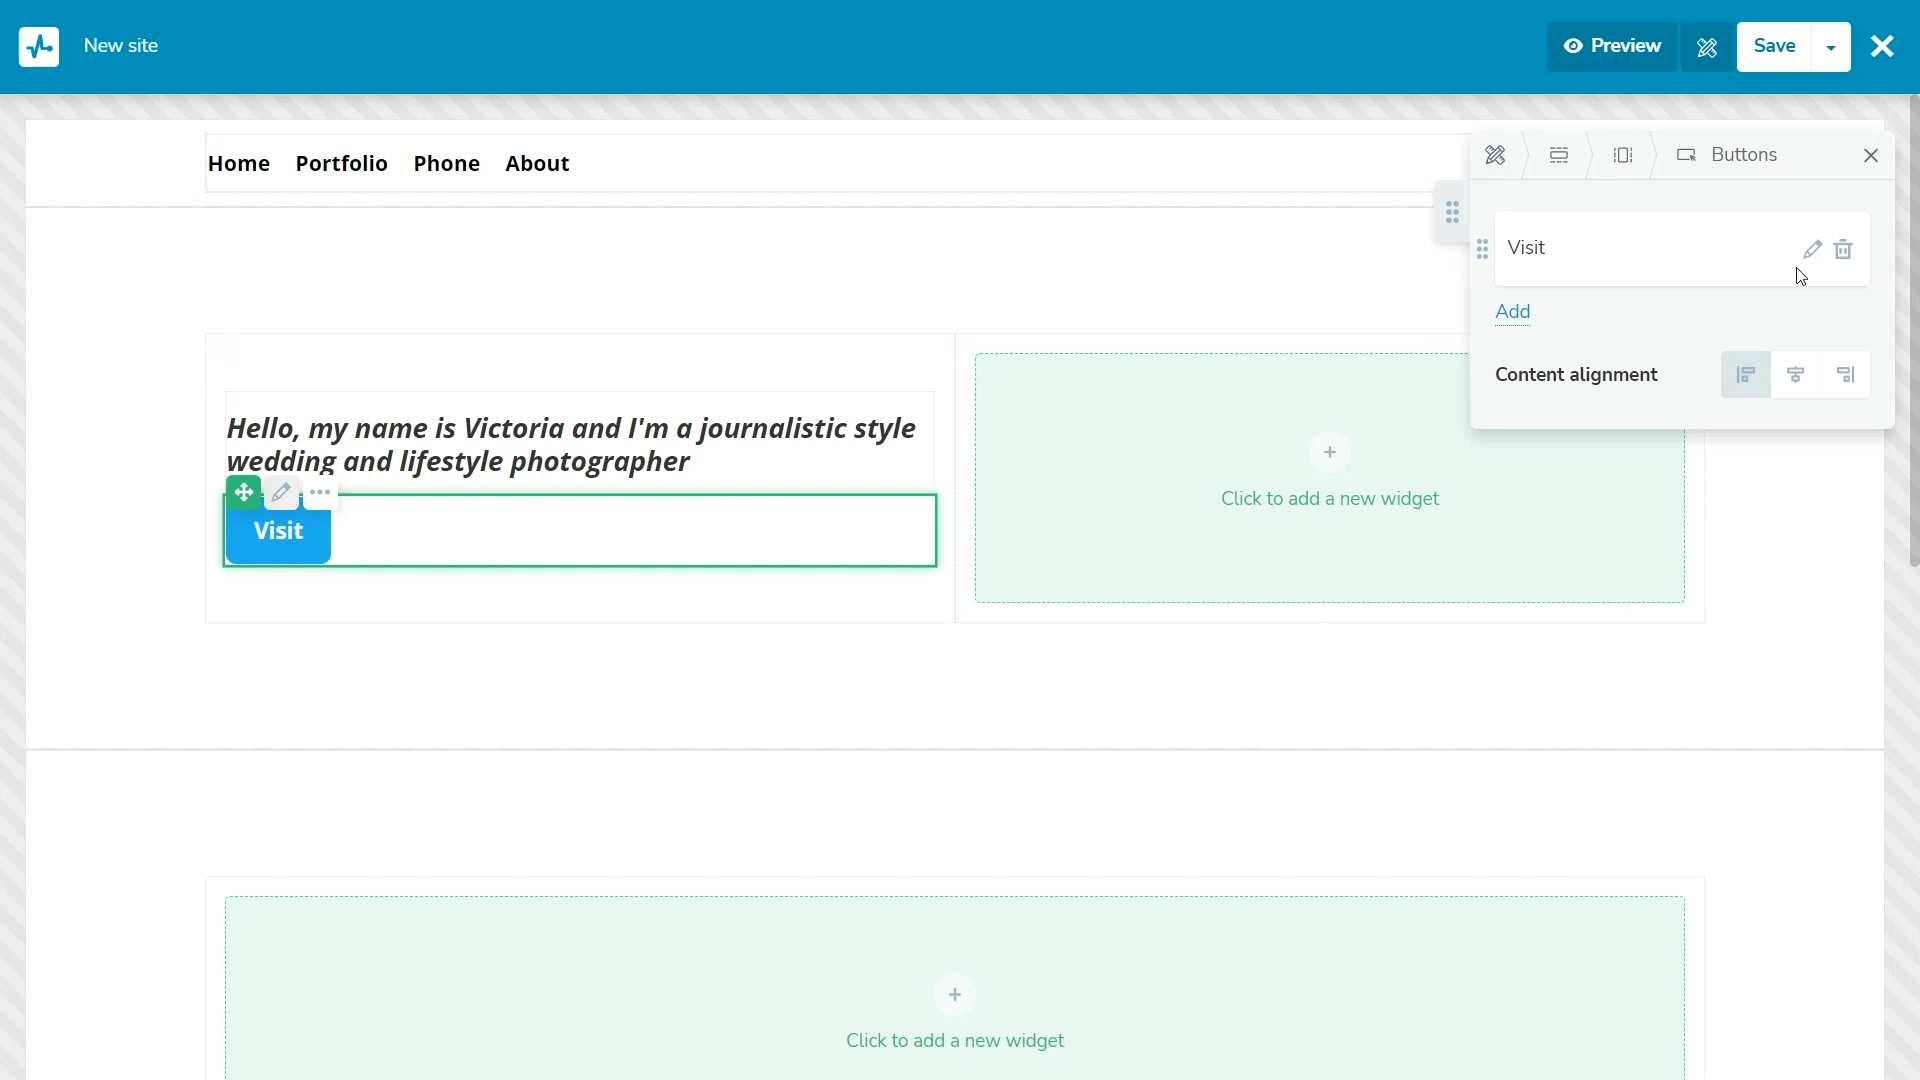 New site
Preview
Save
Home Portfolio Phone About
Buttons
Visit
Add
Content alignment
Hello, my name is Victoria and I'm a journalistic style
wedding and lifestyle photographer
Visit
Click to add a new widget
Click to add a new widget